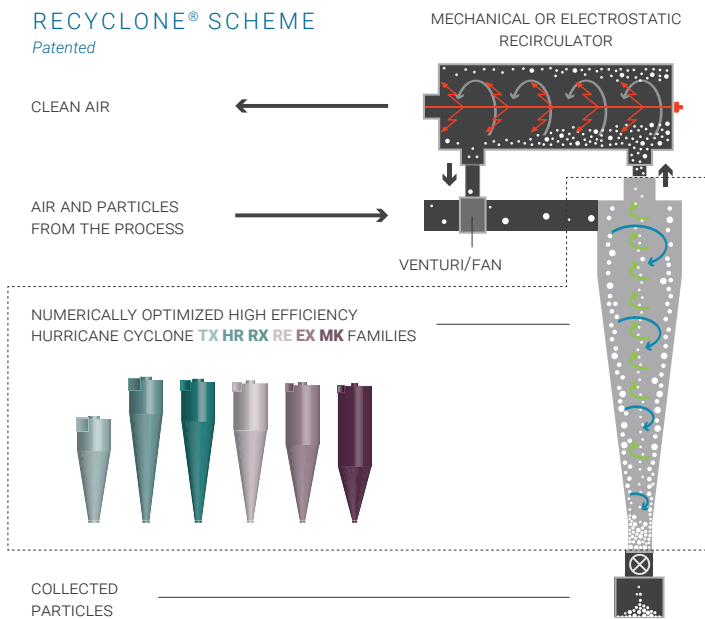 RECYCLONE® SCHEME
Patented
MECHANICAL OR ELECTROSTATIC
RECIRCULATOR
CLEAN AIR
AIR AND PARTICLES
FROM THE PROCESS
VENTURI/FAN
NUMERICALLY OPTIMIZED HIGH EFFICIENCY
HURRICANE CYCLONE TX HR RX RE EX MK FAMILIES
COLLECTED
PARTICLES